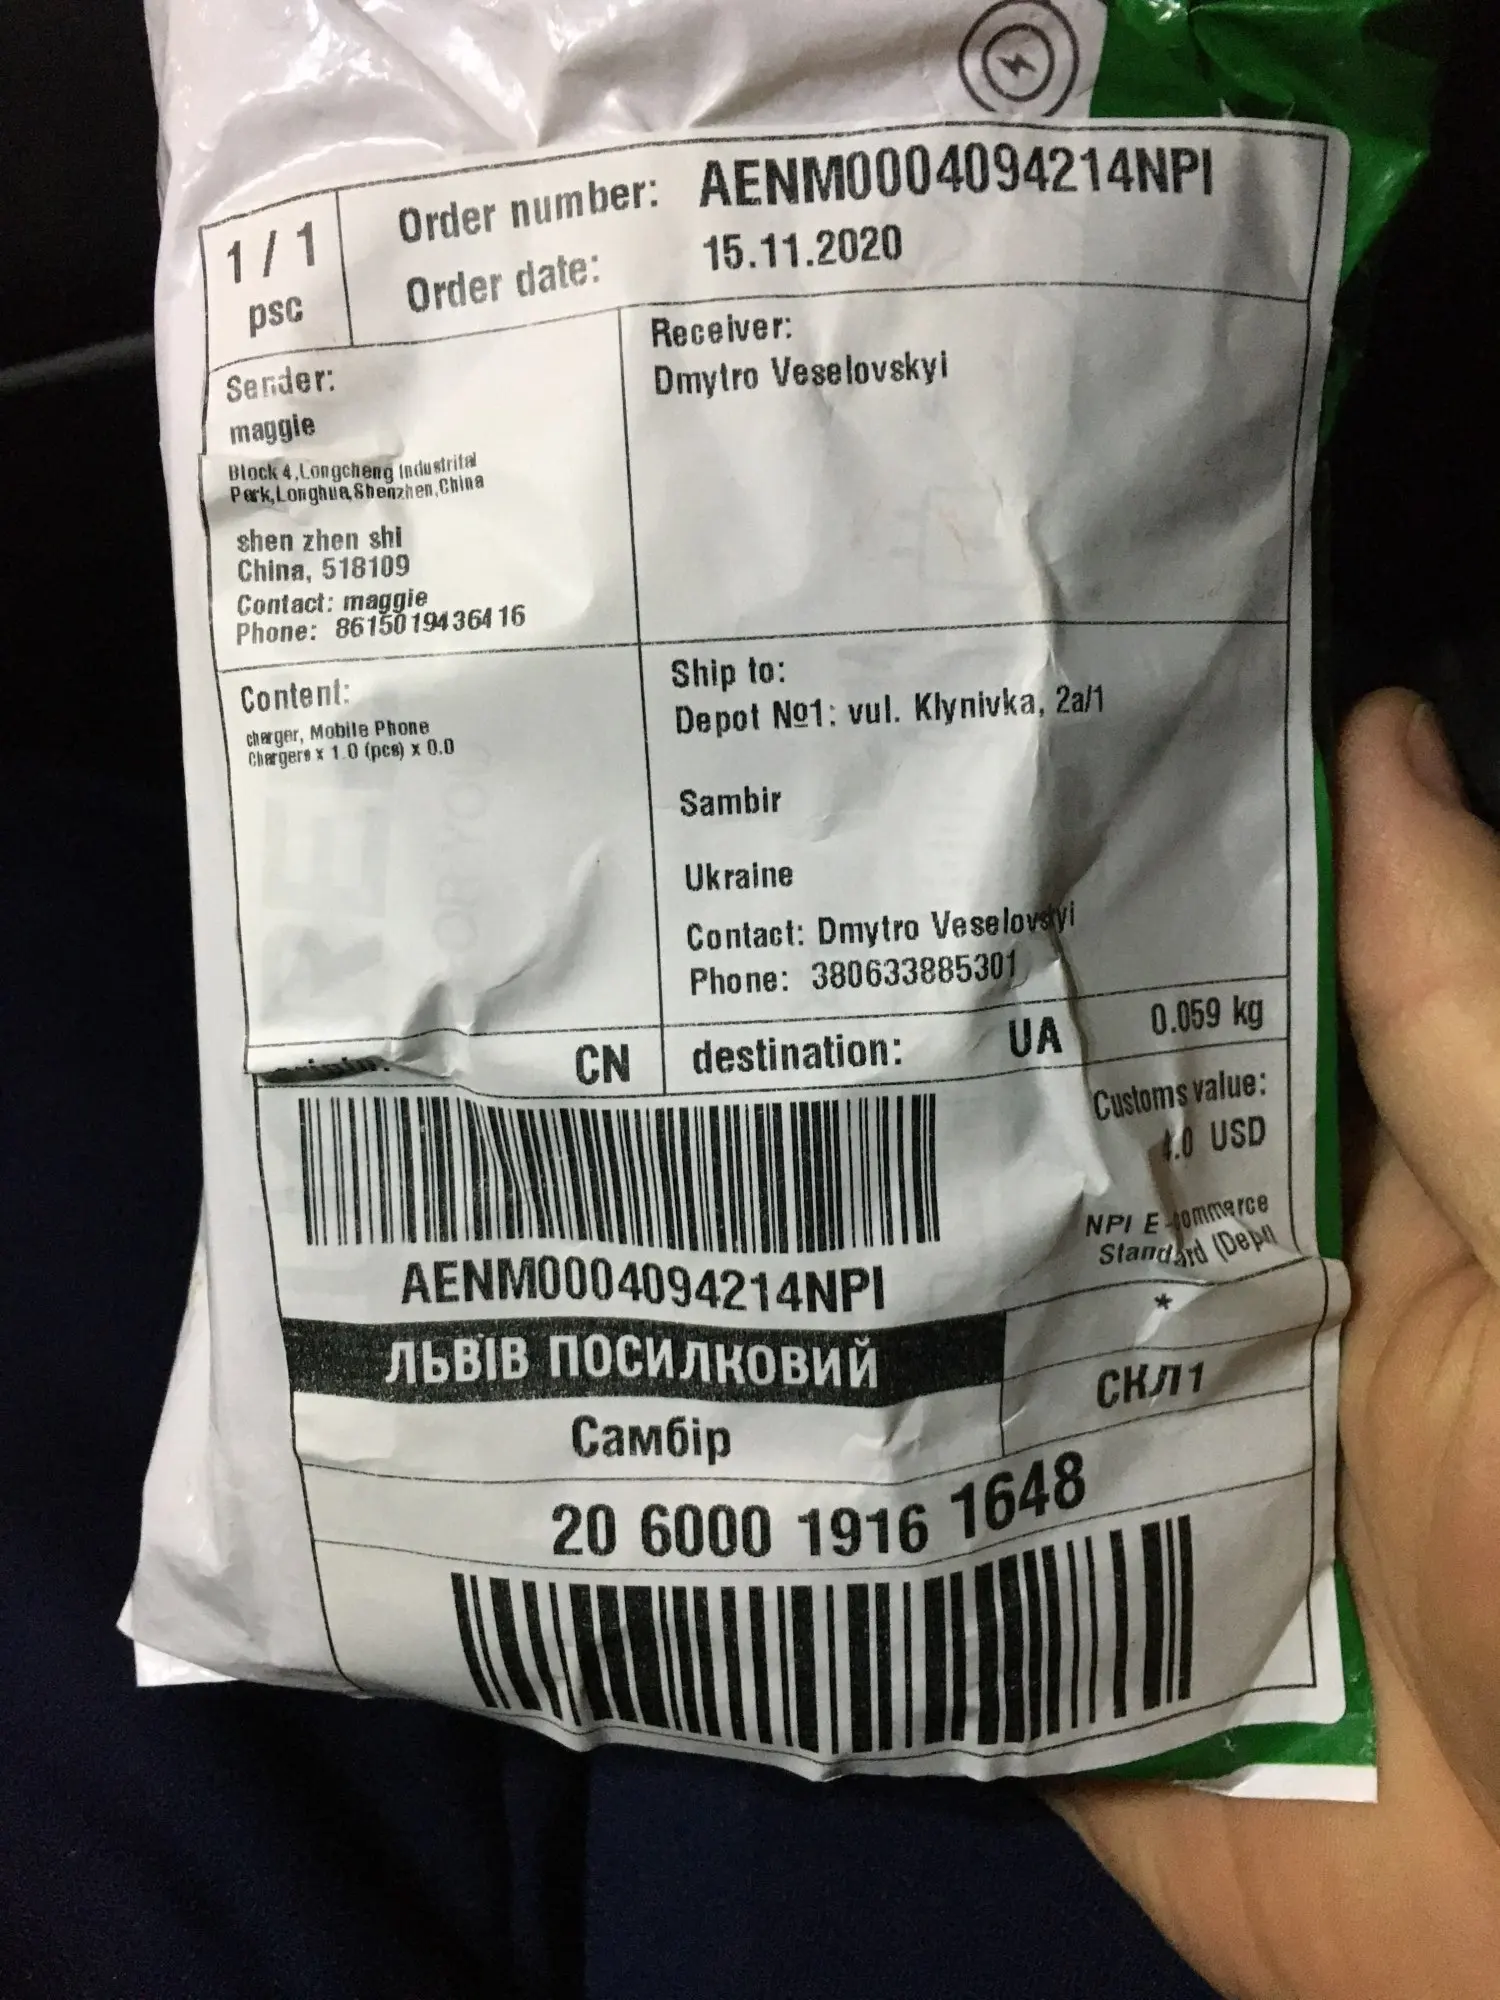 1 / 1
psc
Order number: AENM0004094214NPI
Order date: 15.11.2020
Sender:
maggie
Block 4,Longcheng Industrital
Park,Longhua,Shenzhen,China
shen zhen shi
China, 518109
Contact: maggie
Phone: 8615019436416
Receiver:
Dmytro Veselovskyi
Content:
charger, Mobile Phone
Chargers x 1.0 (pcs) x 0.0
Ship to:
Depot №1: vul. Klynivka, 2a/1
Sambir
Ukraine
Contact: Dmytro Veselovskyi
Phone: 380633885301
CN
destination: UA
0.059 kg
Customs value:
USD
NPI E-commerce
Standard
AENM0004094214NPI
*
ЛЬВІВ ПОСИЛКОВИЙ
СКЛ1
Самбір
20 6000 1916 1648